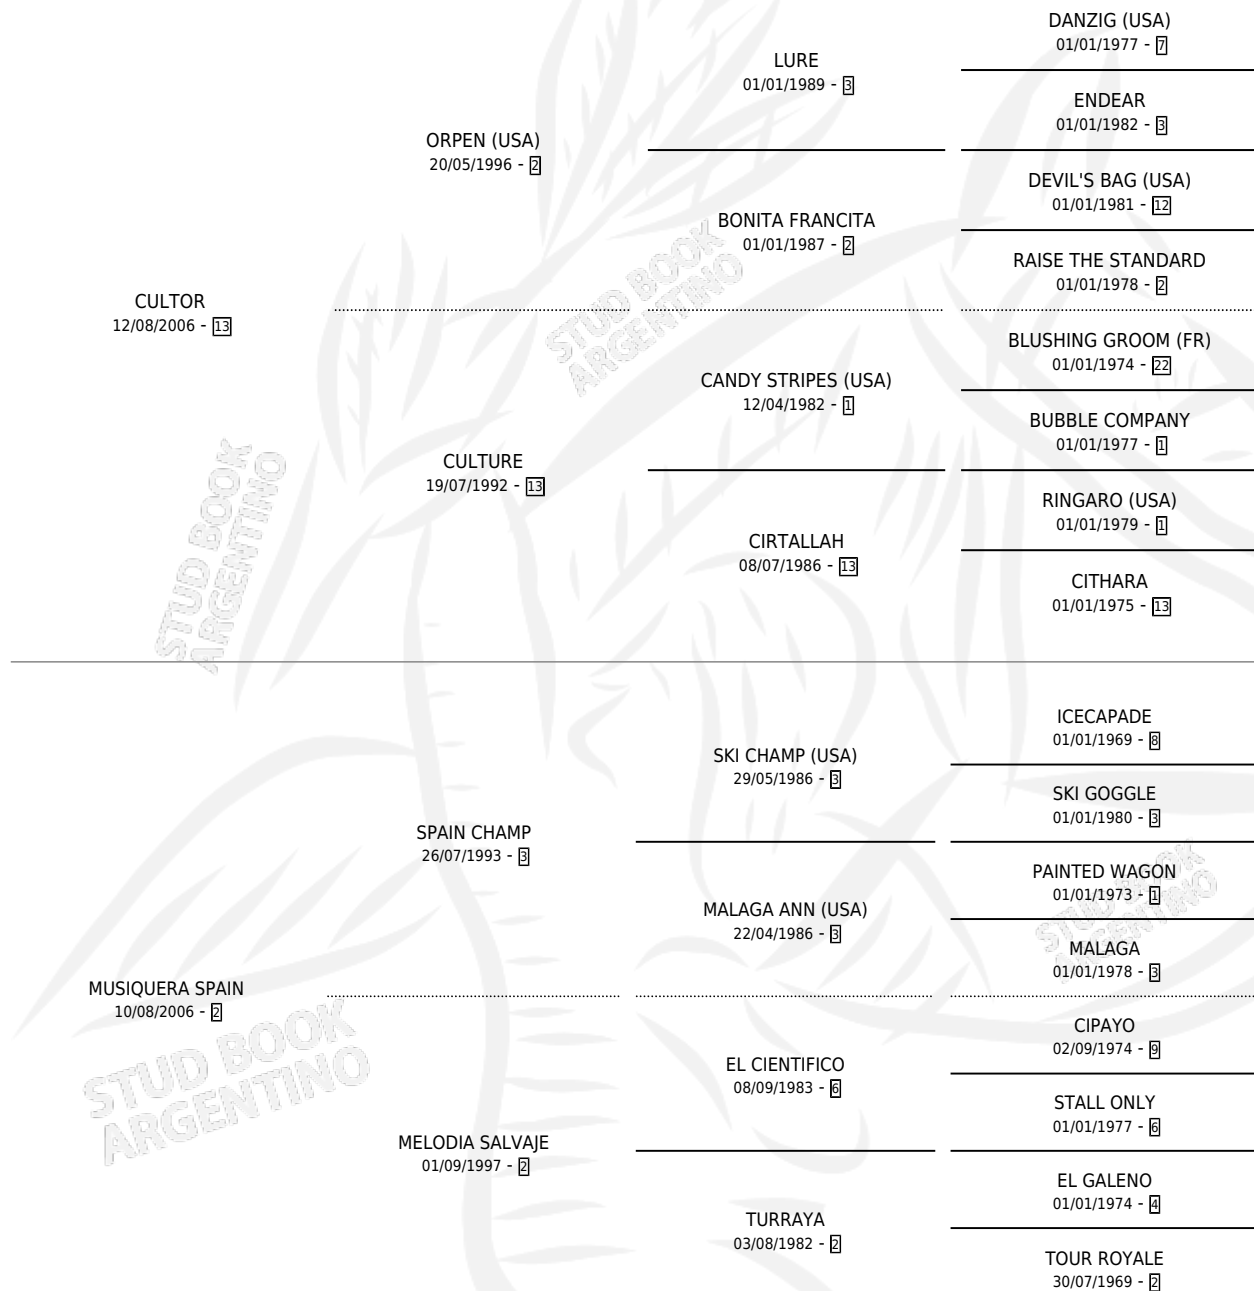 DANZIG (USA)
01/01/1977 - 7
LURE
01/01/1989 - 3
ENDEAR
01/01/1982 - 3
ORPEN (USA)
20/05/1996 - 2
DEVIL'S BAG (USA)
01/01/1981 - 12
BONITA FRANCITA
01/01/1987 - 2
RAISE THE STANDARD
01/01/1978 - 2
CULTOR
12/08/2006 - 13
BLUSHING GROOM (FR)
01/01/1974 - 22
CANDY STRIPES (USA)
12/04/1982 - 1
BUBBLE COMPANY
01/01/1977 - 1
CULTURE
19/07/1992 - 13
RINGARO (USA)
01/01/1979 - 1
CIRTALLAH
08/07/1986 - 13
CITHARA
01/01/1975 - 13
ICECAPADE
01/01/1969 - 8
SKI CHAMP (USA)
29/05/1986 - 3
SKI GOGGLE
01/01/1980 - 3
SPAIN CHAMP
26/07/1993 - 3
PAINTED WAGON
01/01/1973 - 1
MALAGA ANN (USA)
22/04/1986 - 3
MALAGA
01/01/1978 - 3
MUSIQUERA SPAIN
10/08/2006 - 2
CIPAYO
02/09/1974 - 9
EL CIENTIFICO
08/09/1983 - 6
STALL ONLY
01/01/1977 - 6
MELODIA SALVAJE
01/09/1997 - 2
EL GALENO
01/01/1974 - 4
TURRAYA
03/08/1982 - 2
TOUR ROYALE
30/07/1969 - 2
STUD BOOK
ARGENTINO
STUD BOOK
ARGENTINO
STUD BOOK
ARGENTINO
STUD BOOK
ARGENTINO